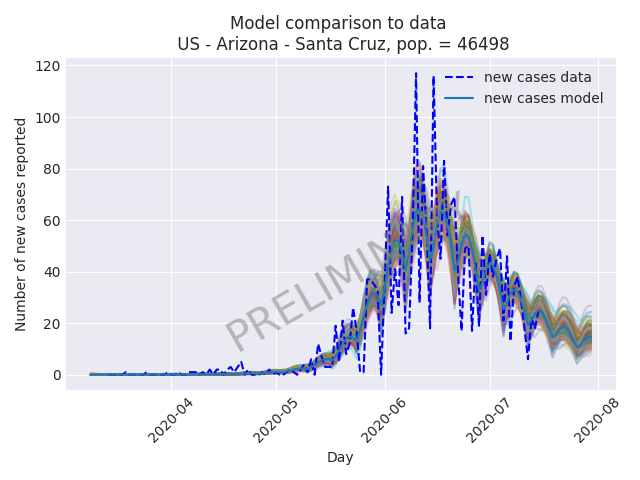 Model comparison to data
US - Arizona - Santa Cruz, pop. = 46498
120
100
80
60
40
20
0
Number of new cases reported
new cases data
new cases model
2020-04
2020-05
2020-06
2020-07
2020-08
Day